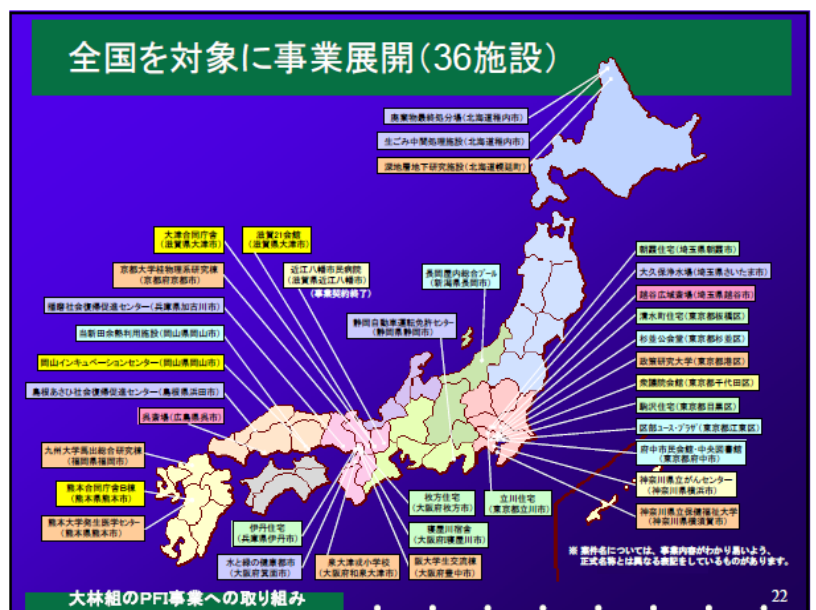 全国を対象に事業展開(36施設)
廃棄物最終処分場(北海道稚内市)
生ごみ中間処理施設(北海道稚内市)
深地層地下研究施設(北海道幌延町)
大津合同庁舎
(滋賀県大津市)
滋賀21会館
(滋賀県大津市)
京都大学桂物理系研究棟
(京都府京都市)
近江八幡市民病院
(滋賀県近江八幡市)
(事業契約終了)
長岡屋内総合プール
(新潟県長岡市)
播磨社会復帰促進センター(兵庫県加古川市)
静岡自動車運転免許センター
(静岡県静岡市)
当新田余熱利用施設(岡山県岡山市)
岡山インキュベーションセンター(岡山県岡山市)
島根あさひ社会復帰促進センター(島根県浜田市)
呉斎場(広島県呉市)
九州大学馬出総合研究棟
(福岡県福岡市)
熊本合同庁舎B棟
(熊本県熊本市)
熊本大学発生医学センター
(熊本県熊本市)
朝霞住宅(埼玉県朝霞市)
大久保浄水場(埼玉県さいたま市)
越谷広域斎場(埼玉県越谷市)
清水町住宅(東京都板橋区)
杉並公会堂(東京都杉並区)
政策研究大学(東京都港区)
衆議院会館(東京都千代田区)
駒沢住宅(東京都目黒区)
区部ユース・プラザ(東京都江東区)
府中市民会館・中央図書館
(東京都府中市)
神奈川県立がんセンター
(神奈川県横浜市)
神奈川県立保健福祉大学
(神奈川県横須賀市)
枚方住宅
(大阪府枚方市)
立川住宅
(東京都立川市)
伊丹住宅
(兵庫県伊丹市)
寝屋川宿舎
(大阪府寝屋川市)
水と緑の健康都市
(大阪府箕面市)
泉大津戎小学校
(大阪府和泉大津市)
阪大学生交流棟
(大阪府豊中市)
※ 案件名については、事業内容がわかり易いよう、
正式名称とは異なる表記をしているものがあります。
大林組のPFI事業への取り組み
22